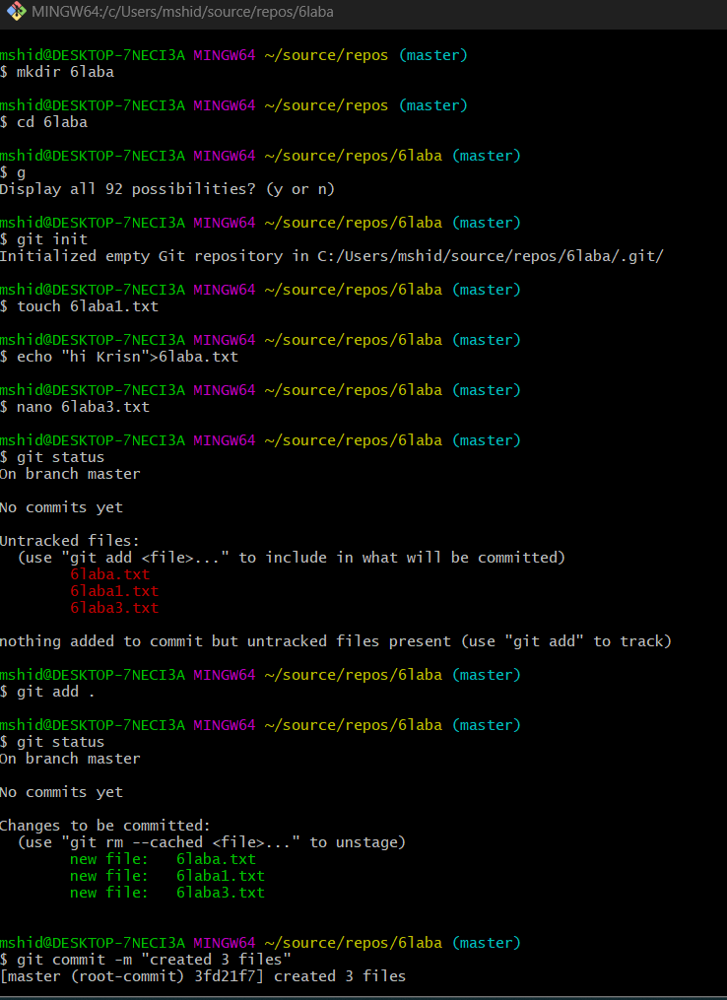 MINGW64:/c/Users/mshid/source/repos/6laba
mshid@DESKTOP-7NECI3A MINGW64 ~/source/repos (master)
$ mkdir 6laba
mshid@DESKTOP-7NECI3A MINGW64 ~/source/repos (master)
$ cd 6laba
mshid@DESKTOP-7NECI3A MINGW64 ~/source/repos/6laba (master)
$ g
Display all 92 possibilities? (y or n)
mshid@DESKTOP-7NECI3A MINGW64 ~/source/repos/6laba (master)
$ git init
Initialized empty Git repository in C:/Users/mshid/source/repos/6laba/.git/
mshid@DESKTOP-7NECI3A MINGW64 ~/source/repos/6laba (master)
$ touch 6laba1.txt
mshid@DESKTOP-7NECI3A MINGW64 ~/source/repos/6laba (master)
$ echo "hi Krisn">6laba.txt
mshid@DESKTOP-7NECI3A MINGW64 ~/source/repos/6laba (master)
$ nano 6laba3.txt
mshid@DESKTOP-7NECI3A MINGW64 ~/source/repos/6laba (master)
$ git status
On branch master
No commits yet
Untracked files:
(use "git add <file>..." to include in what will be committed)
6laba.txt
6laba1.txt
6laba3.txt
nothing added to commit but untracked files present (use "git add" to track)
mshid@DESKTOP-7NECI3A MINGW64 ~/source/repos/6laba (master)
$ git add .
mshid@DESKTOP-7NECI3A MINGW64 ~/source/repos/6laba (master)
$ git status
On branch master
No commits yet
Changes to be committed:
(use "git rm --cached <file>..." to unstage)
new file:   6laba.txt
new file:   6laba1.txt
new file:   6laba3.txt
mshid@DESKTOP-7NECI3A MINGW64 ~/source/repos/6laba (master)
$ git commit -m "created 3 files"
[master (root-commit) 3fd21f7] created 3 files